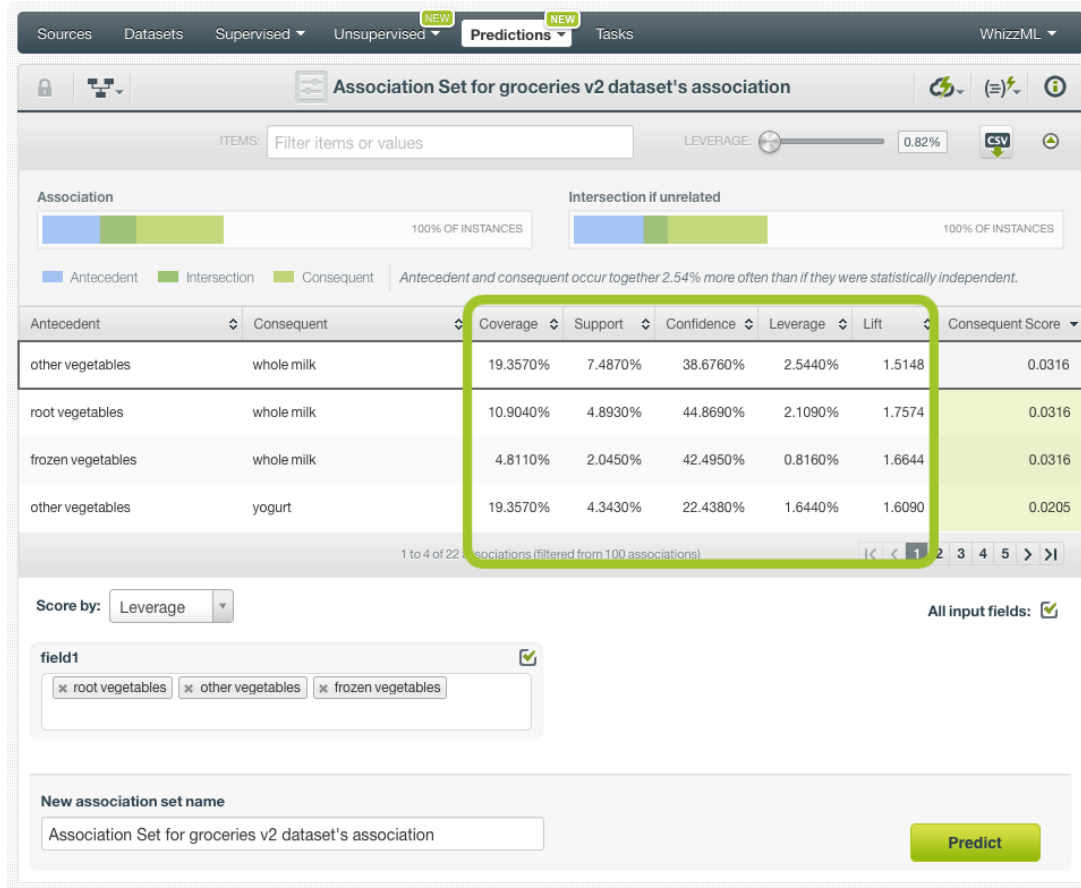 NEW NEW
Sources Datasets Supervised Unsupervised Predictions Tasks WhizzML
Association Set for groceries v2 dataset's association
ITEMS: Filter items or values LEVERAGE: 0.82% CSV
Association Intersection if unrelated
100% OF INSTANCES 100% OF INSTANCES
Antecedent Intersection Consequent Antecedent and consequent occur together 2.54% more often than if they were statistically independent.
Antecedent Consequent Coverage Support Confidence Leverage Lift Consequent Score
other vegetables whole milk 19.3570% 7.4870% 38.6760% 2.5440% 1.5148 0.0316
root vegetables whole milk 10.9040% 4.8930% 44.8690% 2.1090% 1.7574 0.0316
frozen vegetables whole milk 4.8110% 2.0450% 42.4950% 0.8160% 1.6644 0.0316
other vegetables yogurt 19.3570% 4.3430% 22.4380% 1.6440% 1.6090 0.0205
1 to 4 of 22 associations (filtered from 100 associations) 1 2 3 4 5
Score by: Leverage All input fields:
field1
root vegetables other vegetables frozen vegetables
New association set name
Association Set for groceries v2 dataset's association
Predict